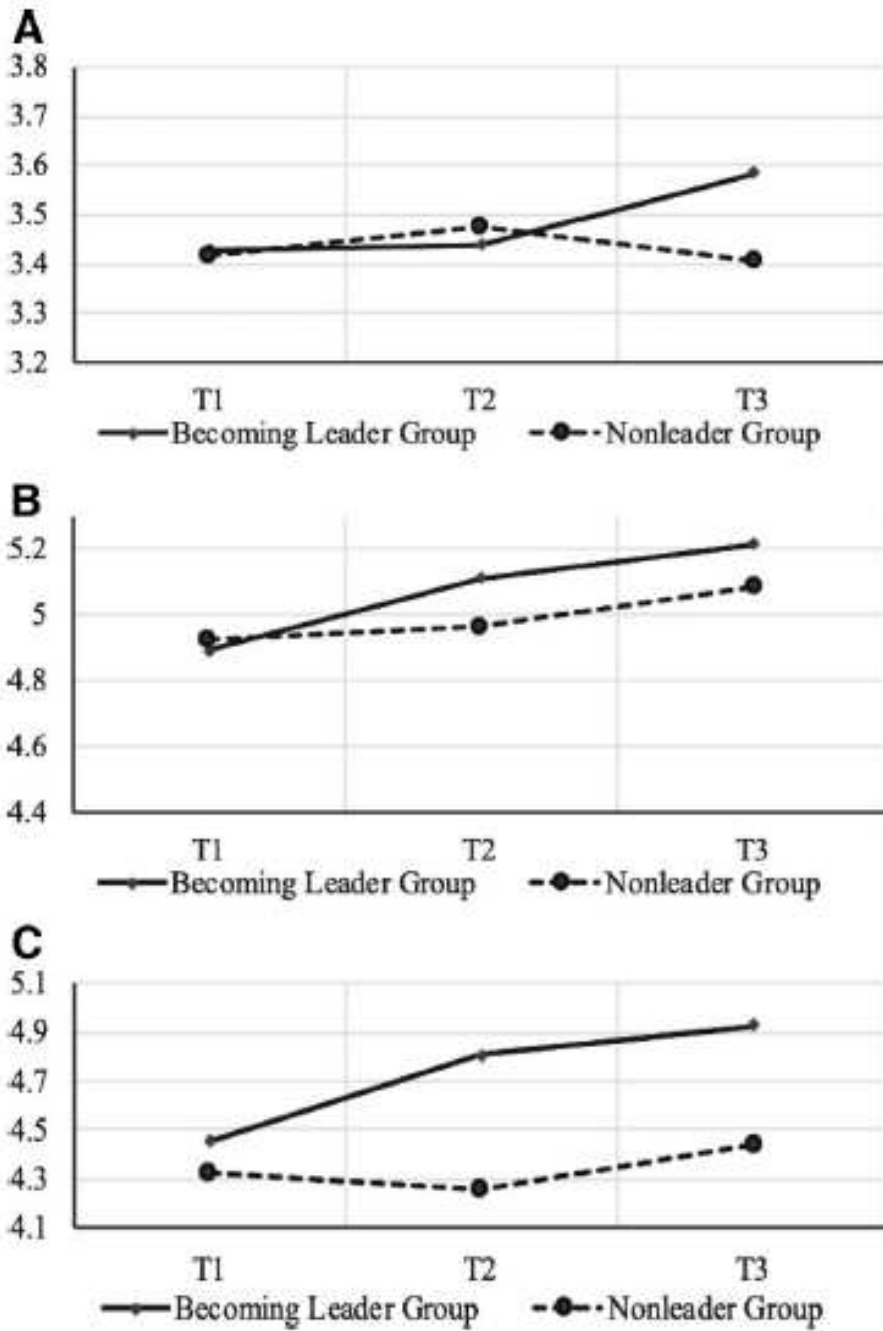 A
3.8
3.7
3.6
3.5
3.4
3.3
3.2
T1 T2 T3
Becoming Leader Group Nonleader Group
B
5.2
5
4.8
4.6
4.4
T1 T2 T3
Becoming Leader Group Nonleader Group
C
5.1
4.9
4.7
4.5
4.3
4.1
T1 T2 T3
Becoming Leader Group Nonleader Group